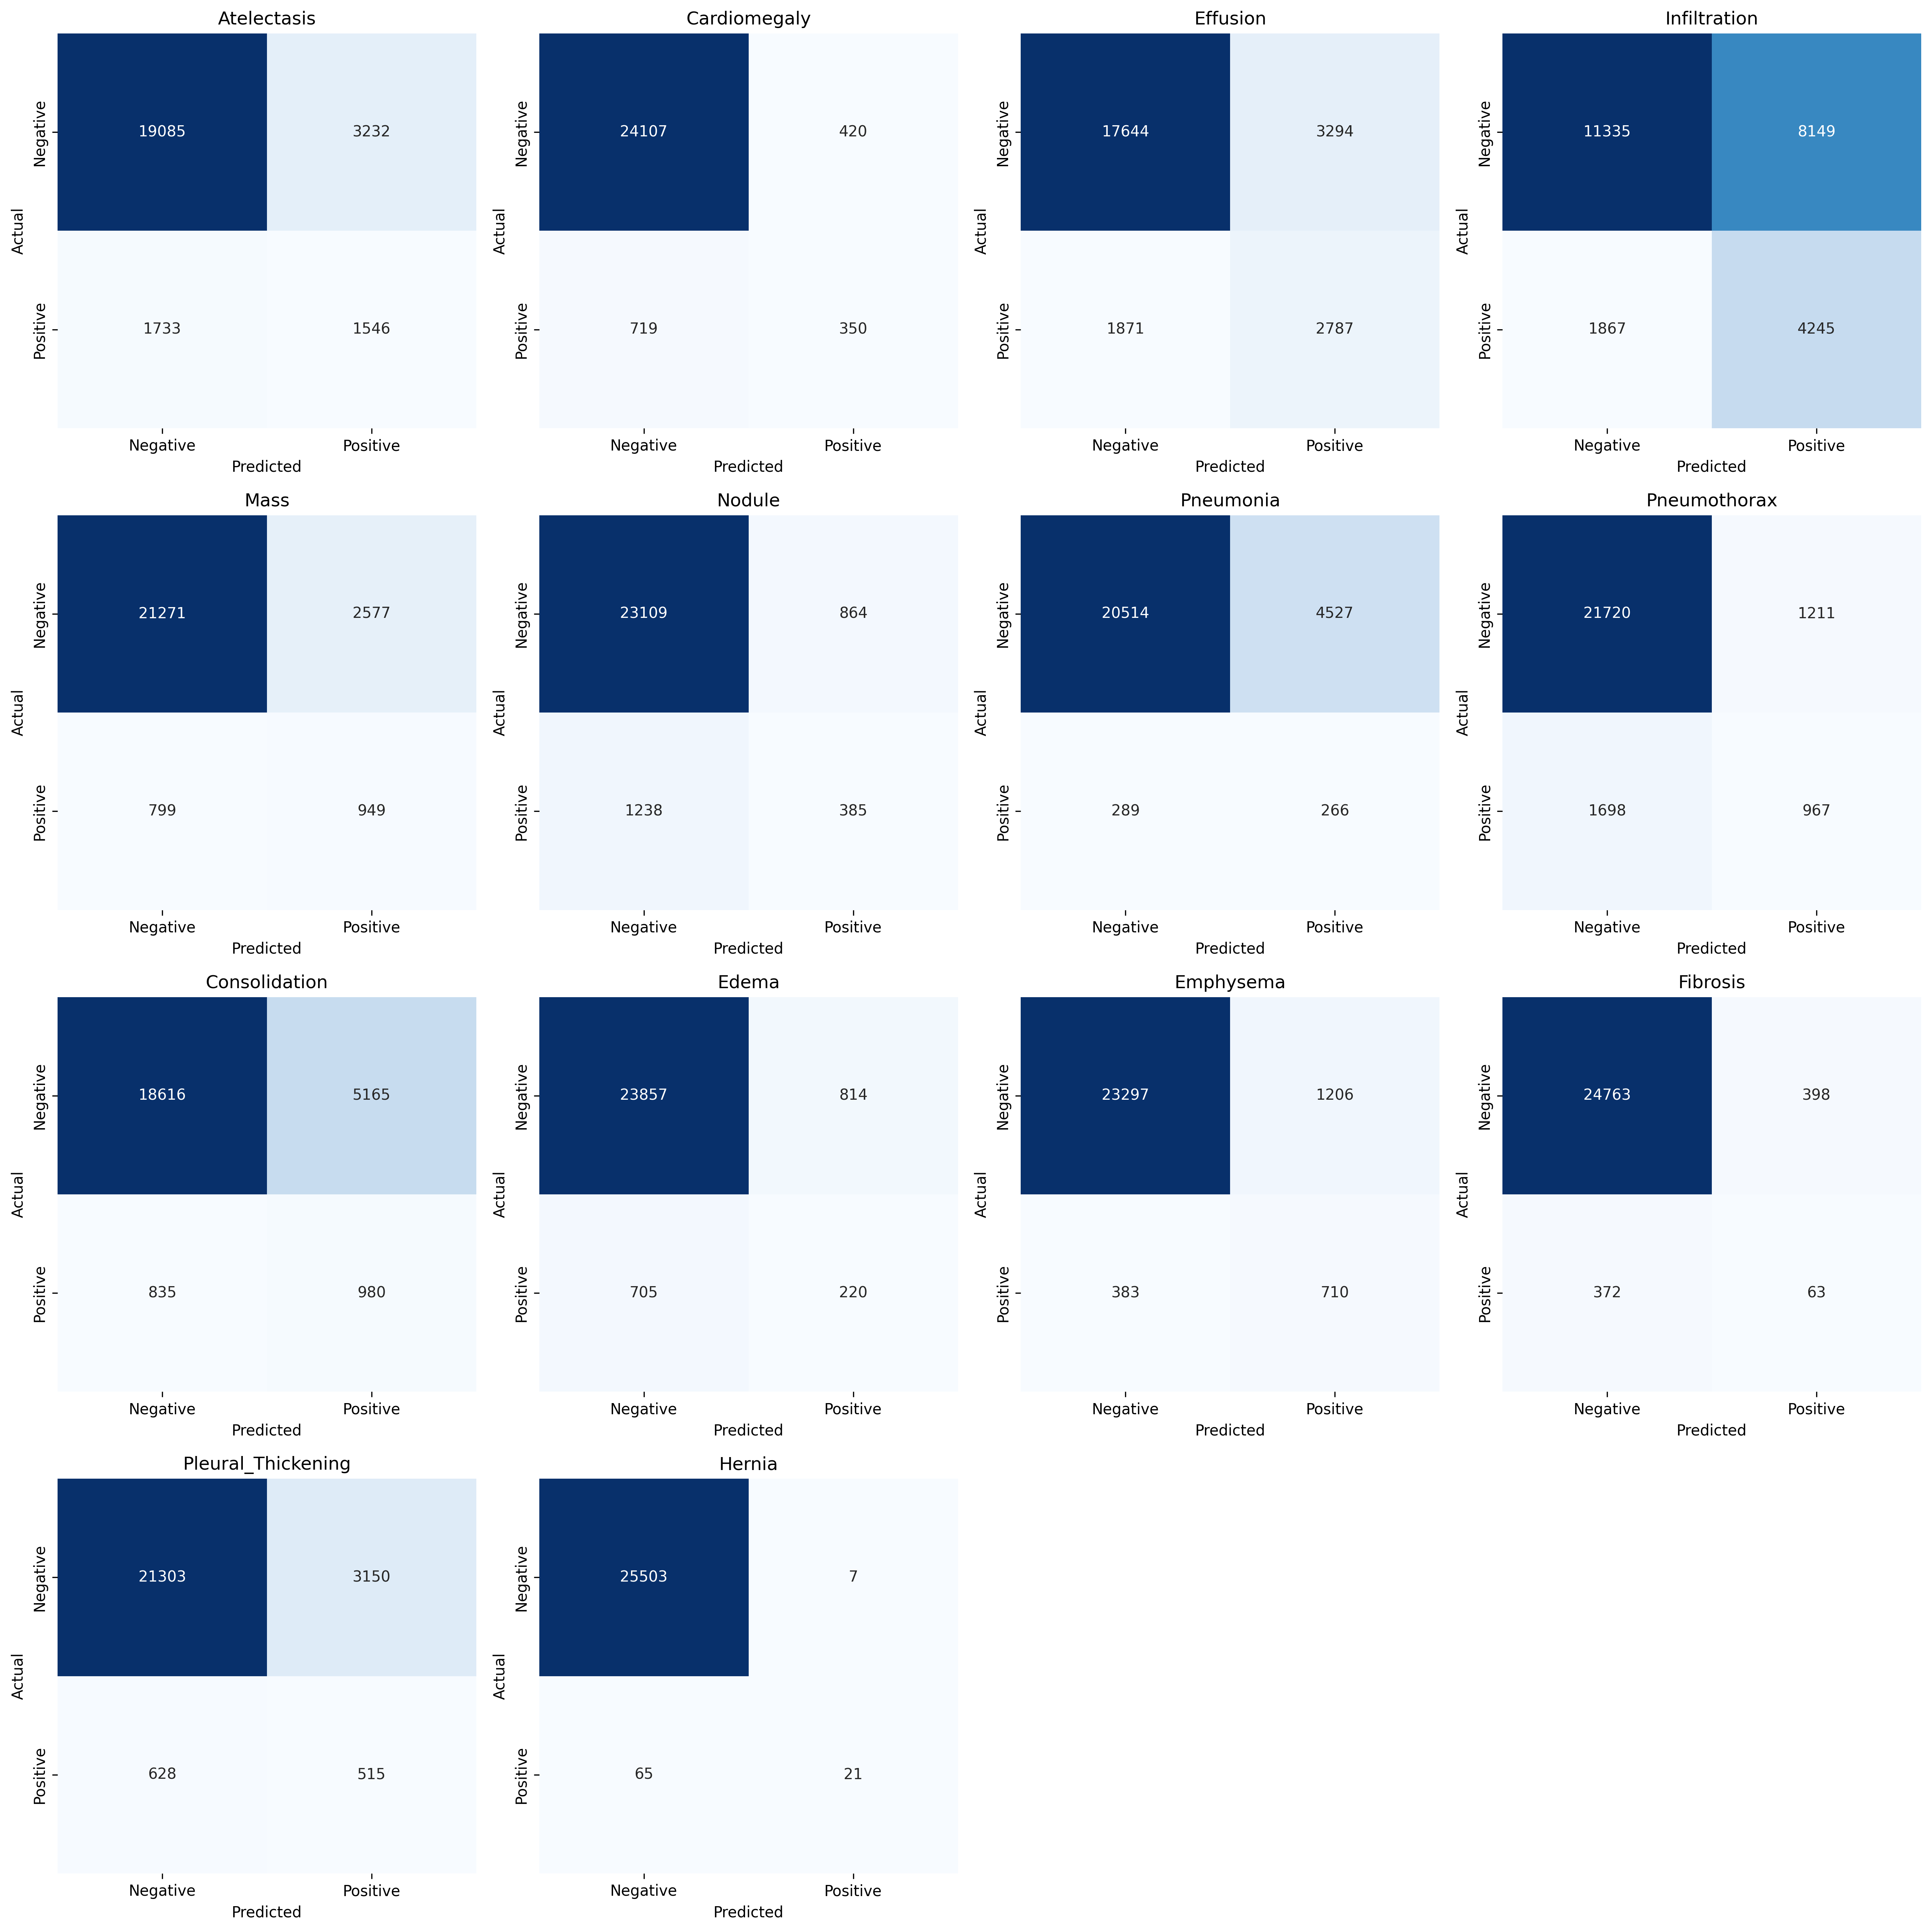 Atelectasis
Negative 19085 3232
Actual
Positive 1733 1546
Negative Positive
Predicted
Cardiomegaly
Negative 24107 420
Actual
Positive 719 350
Negative Positive
Predicted
Effusion
Negative 17644 3294
Actual
Positive 1871 2787
Negative Positive
Predicted
Infiltration
Negative 11335 8149
Actual
Positive 1867 4245
Negative Positive
Predicted
Mass
Negative 21271 2577
Actual
Positive 799 949
Negative Positive
Predicted
Nodule
Negative 23109 864
Actual
Positive 1238 385
Negative Positive
Predicted
Pneumonia
Negative 20514 4527
Actual
Positive 289 266
Negative Positive
Predicted
Pneumothorax
Negative 21720 1211
Actual
Positive 1698 967
Negative Positive
Predicted
Consolidation
Negative 18616 5165
Actual
Positive 835 980
Negative Positive
Predicted
Edema
Negative 23857 814
Actual
Positive 705 220
Negative Positive
Predicted
Emphysema
Negative 23297 1206
Actual
Positive 383 710
Negative Positive
Predicted
Fibrosis
Negative 24763 398
Actual
Positive 372 63
Negative Positive
Predicted
Pleural_Thickening
Negative 21303 3150
Actual
Positive 628 515
Negative Positive
Predicted
Hernia
Negative 25503 7
Actual
Positive 65 21
Negative Positive
Predicted